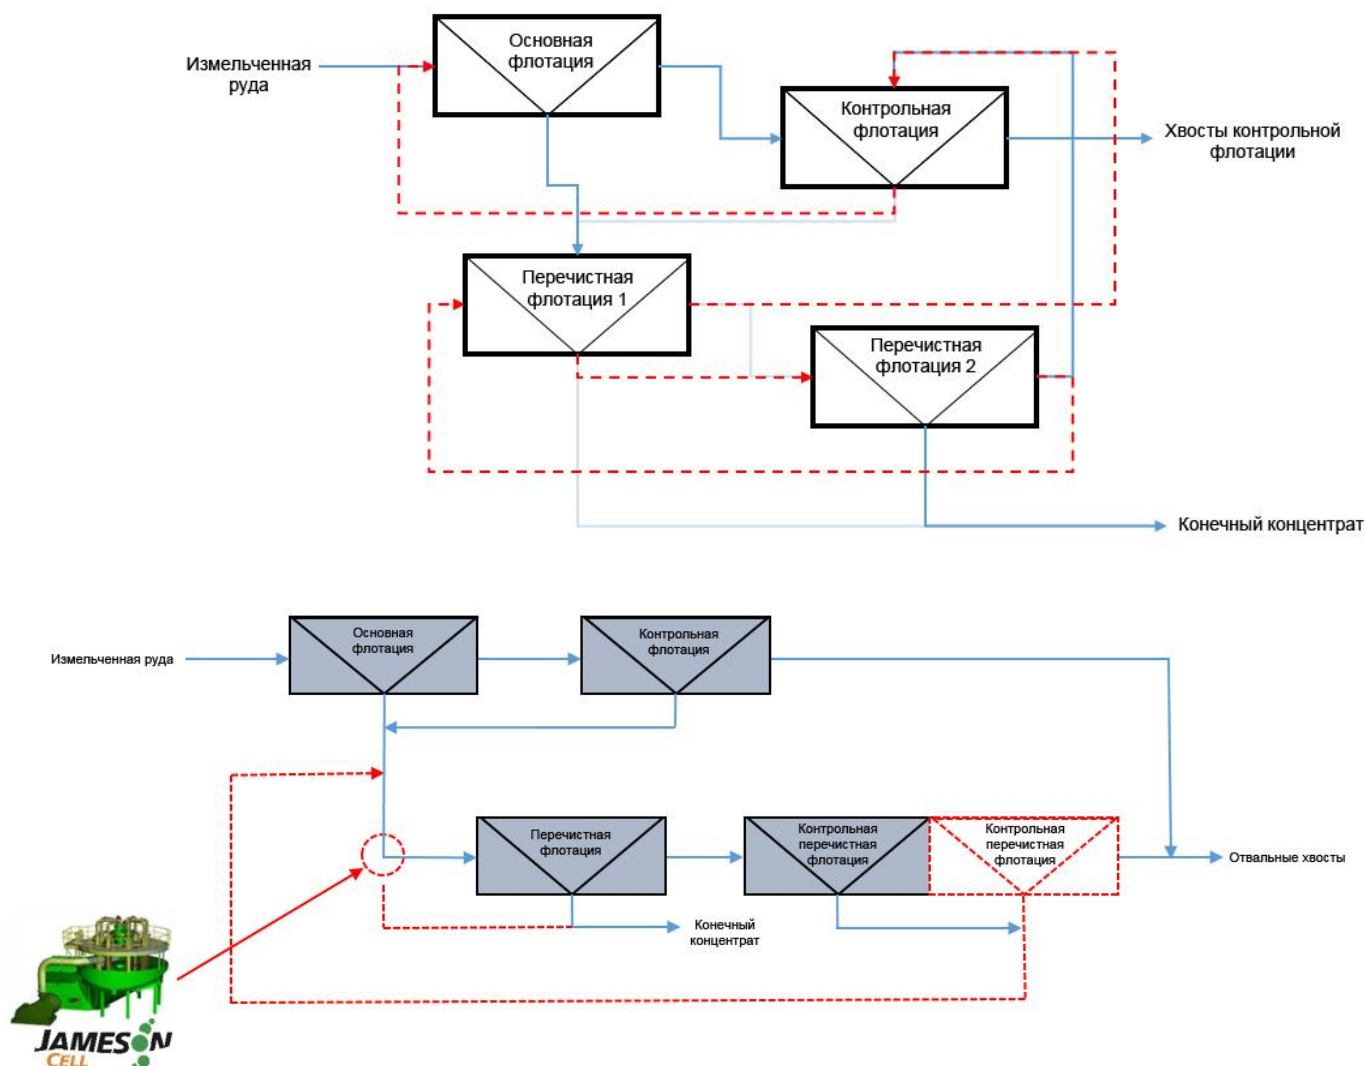 Основная
флотация
Измельченная
руда
Контрольная
флотация
Хвосты контрольной
флотации
Перечистная
флотация 1
Перечистная
флотация 2
Конечный концентрат
Основная
флотация
Контрольная
флотация
Измельченная руда
Перечистная
флотация
Контрольная
перечистная
флотация
Контрольная
перечистная
флотация
Отвальные хвосты
Конечный
концентрат
JAMESON
CELL